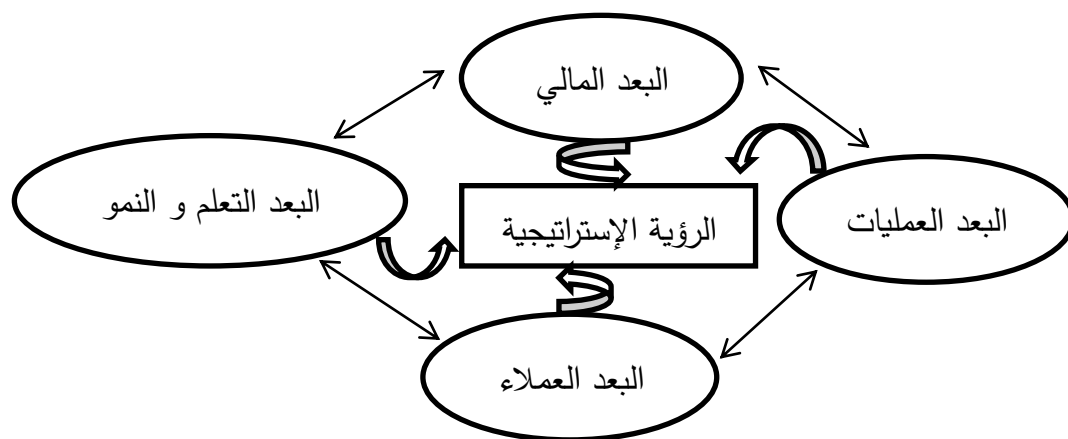 البعد المالي
البعد التعلم و النمو
الرؤية الإستراتيجية
البعد العمليات
البعد العملاء